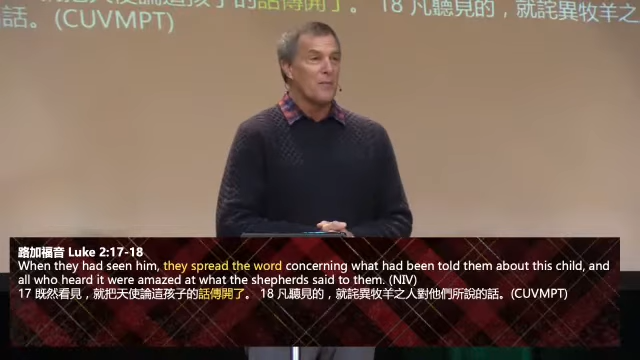 這孩子的話傳開了。 18 凡聽見的，就詫異牧羊之
話。(CUVMPT)
路加福音 Luke 2:17-18
When they had seen him, they spread the word concerning what had been told them about this child, and
all who heard it were amazed at what the shepherds said to them. (NIV)
17 既然看見，就把天使論這孩子的話傳開了。 18 凡聽見的，就詫異牧羊之人對他們所說的話。(CUVMPT)